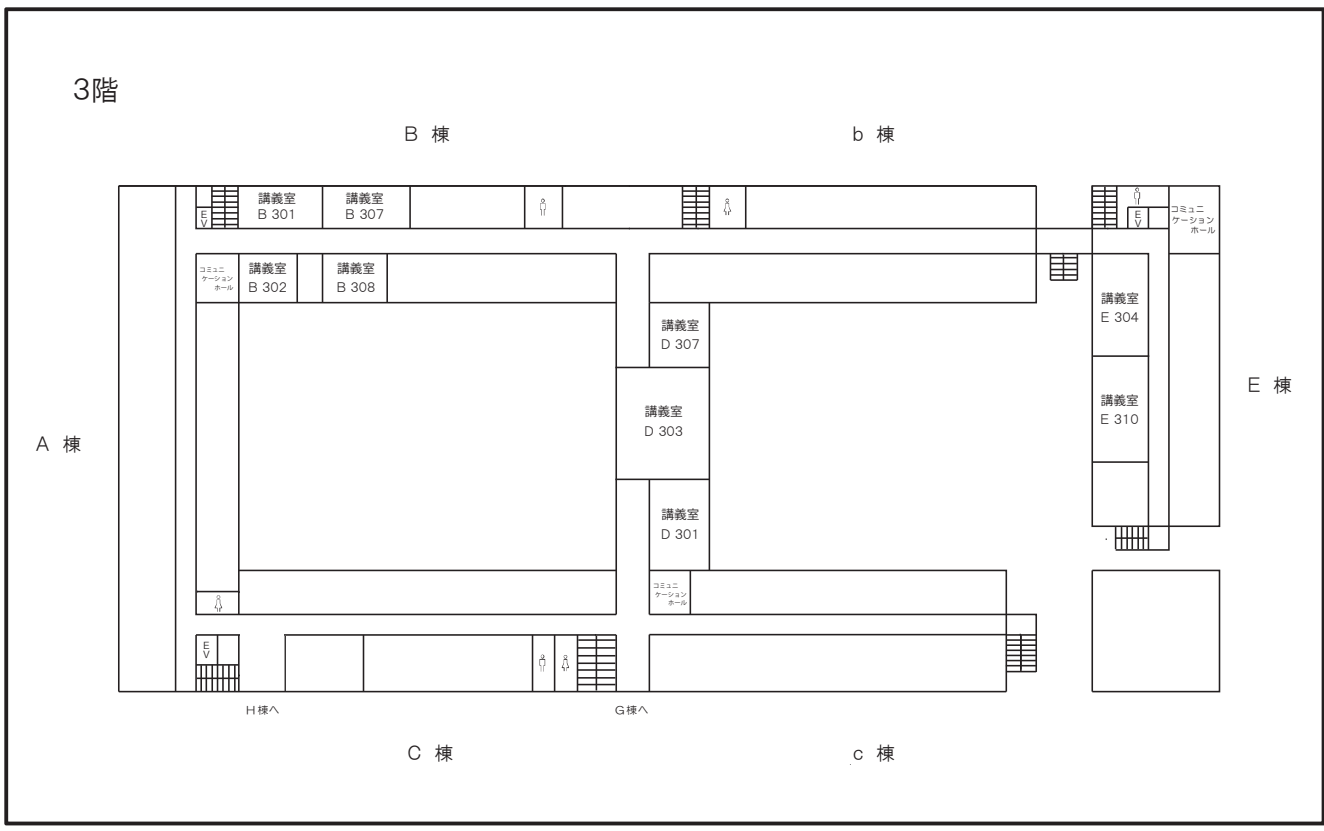 3階
B 棟
b 棟
EV
講義室
B 301
講義室
B 307
EV
コミュニ
ケーション
ホール
コミュニ
ケーション
ホール
講義室
B 302
講義室
B 308
講義室
E 304
講義室
D 307
講義室
D 303
講義室
E 310
E 棟
A 棟
講義室
D 301
コミュニ
ケーション
ホール
EV
H棟へ
G棟へ
C 棟
c 棟